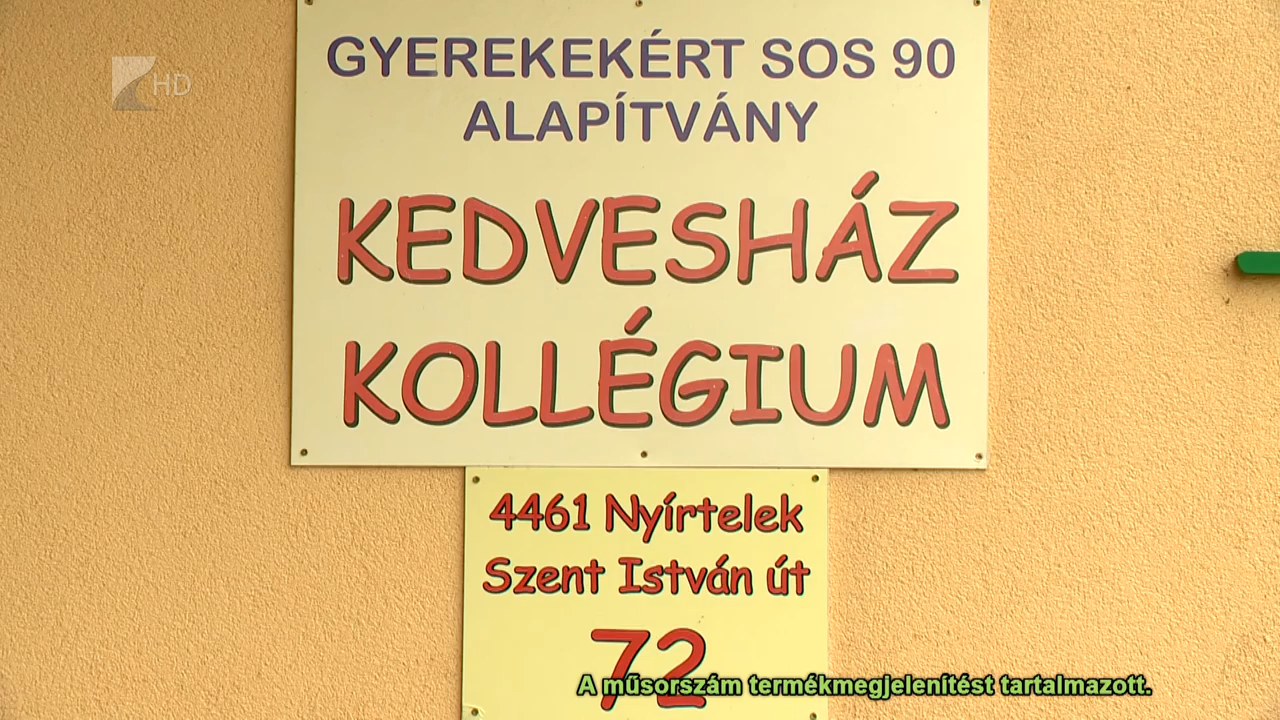 HD
GYEREKEKÉRT SOS 90
ALAPÍTVÁNY
KEDVESHÁZ
KOLLÉGIUM
4461 Nyírtelek
Szent István út
72
A műsorszám termékmegjelenítést tartalmazott.